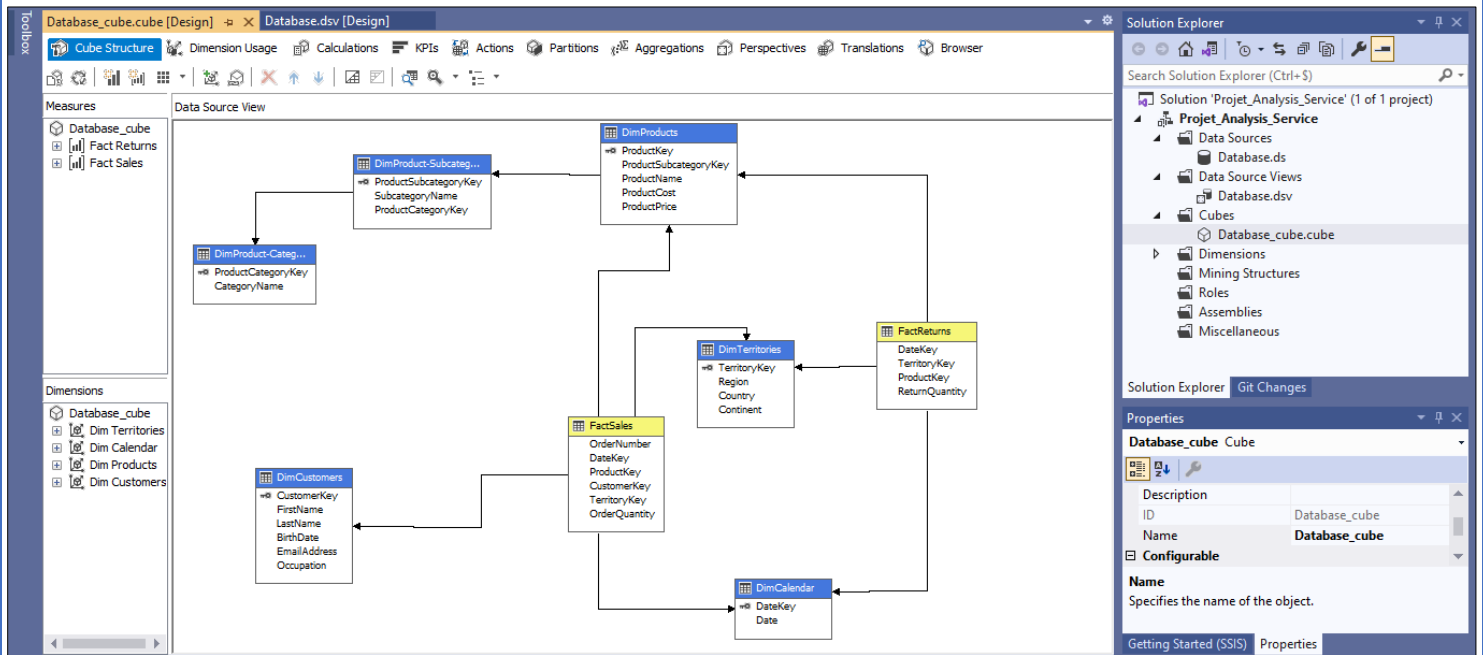 Toolbox
Database_cube.cube [Design]
Database.dsv [Design]
Cube Structure
Dimension Usage
Calculations
KPIs
Actions
Partitions
Aggregations
Perspectives
Translations
Browser
Measures
Database_cube
Fact Returns
Fact Sales
Dimensions
Database_cube
Dim Territories
Dim Calendar
Dim Products
Dim Customers
Data Source View
DimProducts
ProductKey
ProductSubcategoryKey
ProductName
ProductCost
ProductPrice
DimProduct-Subcateg...
ProductSubcategoryKey
SubcategoryName
ProductCategoryKey
DimProduct-Categ...
ProductCategoryKey
CategoryName
DimTerritories
TerritoryKey
Region
Country
Continent
FactReturns
DateKey
TerritoryKey
ProductKey
ReturnQuantity
FactSales
OrderNumber
DateKey
ProductKey
CustomerKey
TerritoryKey
OrderQuantity
DimCustomers
CustomerKey
FirstName
LastName
BirthDate
EmailAddress
Occupation
DimCalendar
DateKey
Date
Solution Explorer
Search Solution Explorer (Ctrl+$)
Solution 'Projet_Analysis_Service' (1 of 1 project)
Projet_Analysis_Service
Data Sources
Database.ds
Data Source Views
Database.dsv
Cubes
Database_cube.cube
Dimensions
Mining Structures
Roles
Assemblies
Miscellaneous
Solution Explorer
Git Changes
Properties
Database_cube Cube
Description
ID Database_cube
Name Database_cube
Configurable
Name
Specifies the name of the object.
Getting Started (SSIS)
Properties